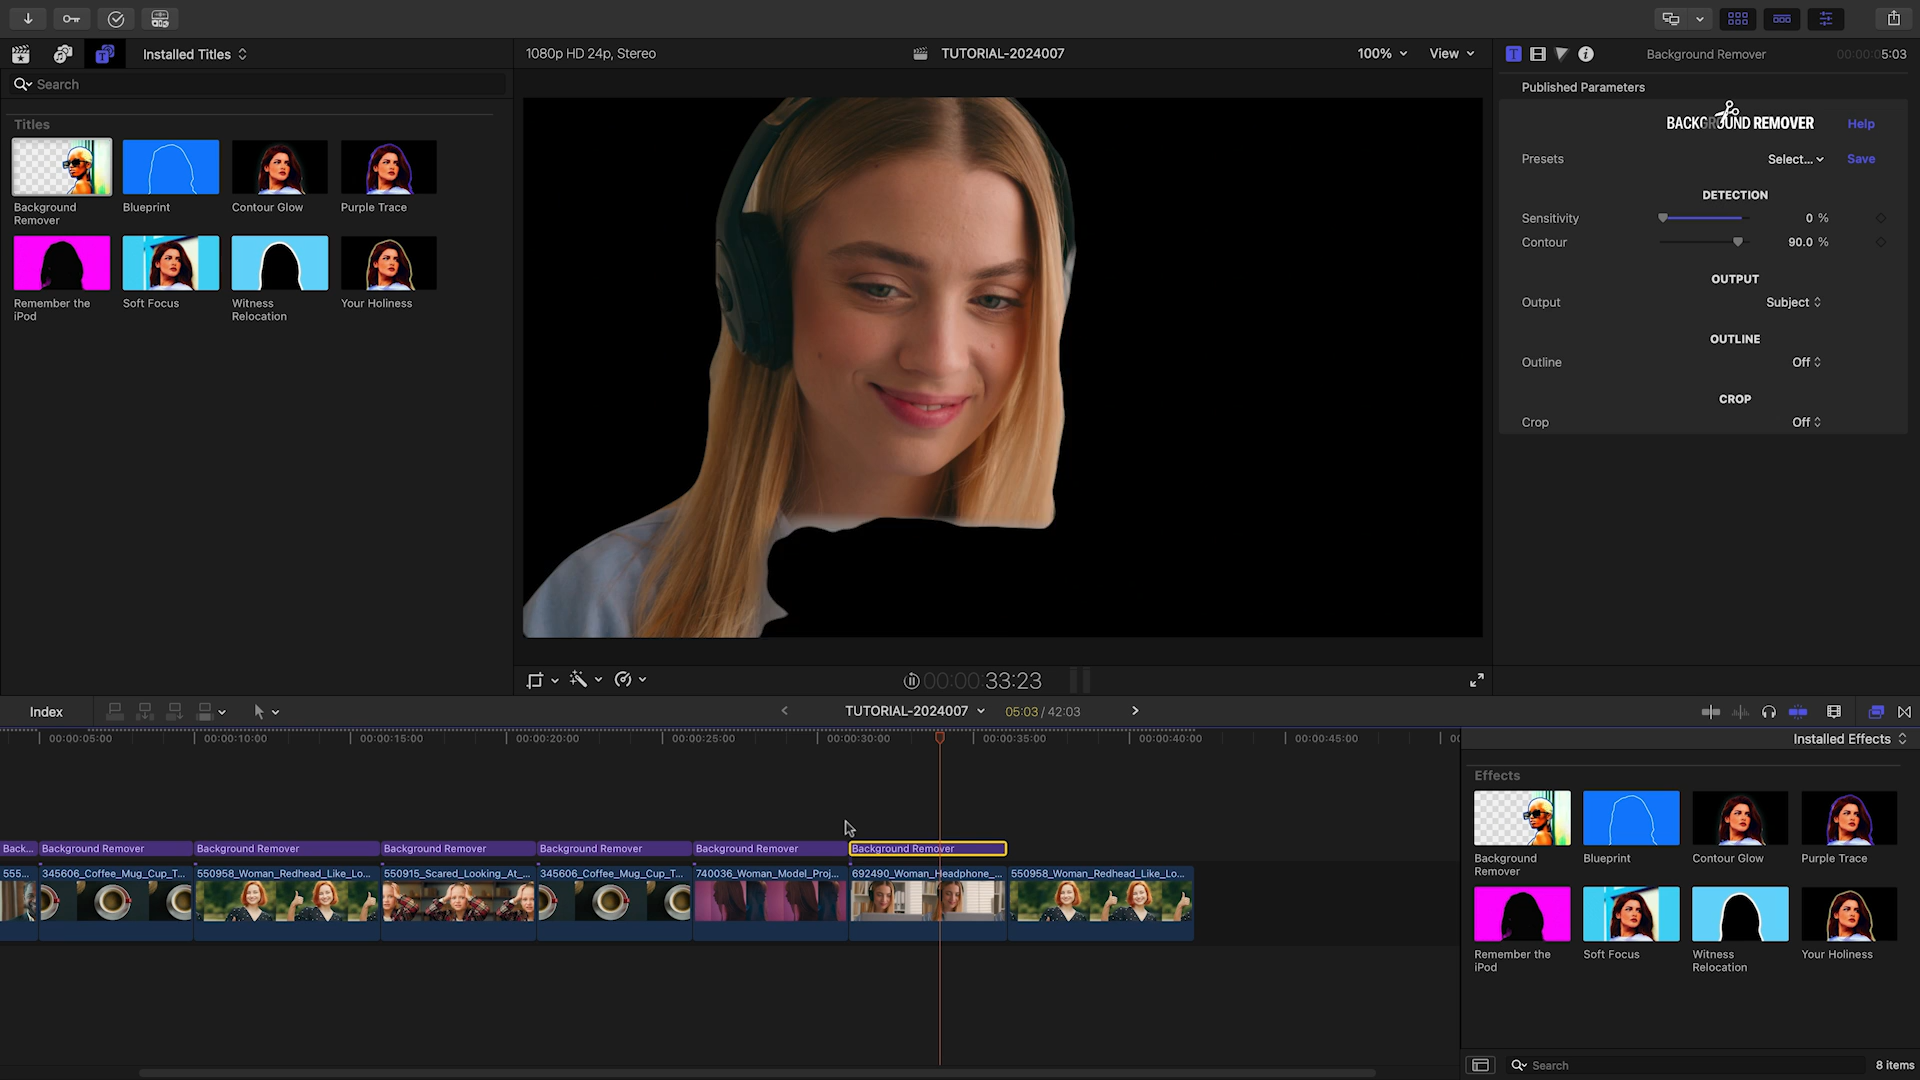 Installed Titles
1080p HD 24p, Stereo
TUTORIAL-2024007
100%
View
Background Remover
00:00:05:03
Search
Published Parameters
BACKGROUND REMOVER
Help
Titles
Presets
Select...
Save
DETECTION
Sensitivity
0 %
Contour
90.0 %
OUTPUT
Output
Subject
OUTLINE
Outline
Off
CROP
Crop
Off
Background
Remover
Blueprint
Contour Glow
Purple Trace
Remember the
iPod
Soft Focus
Witness
Relocation
Your Holiness
00:00:00:33:23
Index
TUTORIAL-2024007
05:03 / 42:03
00:00:05:00
00:00:10:00
00:00:15:00
00:00:20:00
00:00:25:00
00:00:30:00
00:00:35:00
00:00:40:00
00:00:45:00
Back...
Background Remover
Background Remover
Background Remover
Background Remover
Background Remover
Background Remover
555...
345606_Coffee_Mug_Cup_T...
550958_Woman_Redhead_Like_Lo...
550915_Scared_Looking_At_...
345606_Coffee_Mug_Cup_T...
740036_Woman_Model_Proj...
692490_Woman_Headphone_...
550958_Woman_Redhead_Like_Lo...
Installed Effects
Effects
Background
Remover
Blueprint
Contour Glow
Purple Trace
Remember the
iPod
Soft Focus
Witness
Relocation
Your Holiness
Search
8 items